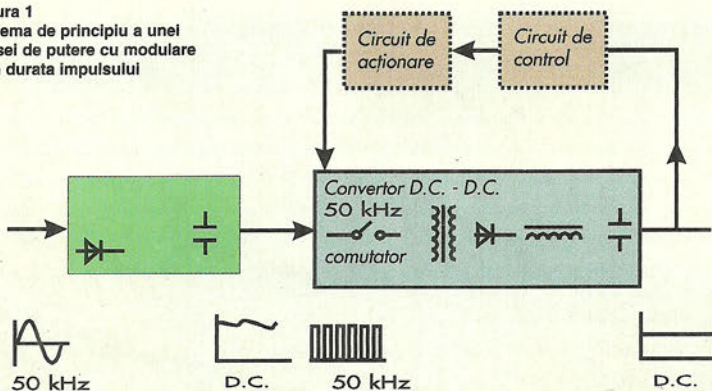 ura 1
ema de principiu a unei
sei de putere cu modulare
durata impulsului
Circuit de
acționare
Circuit de
control
Convertor D.C. - D.C.
50 kHz
comutator
50 kHz
D.C.
50 kHz
D.C.